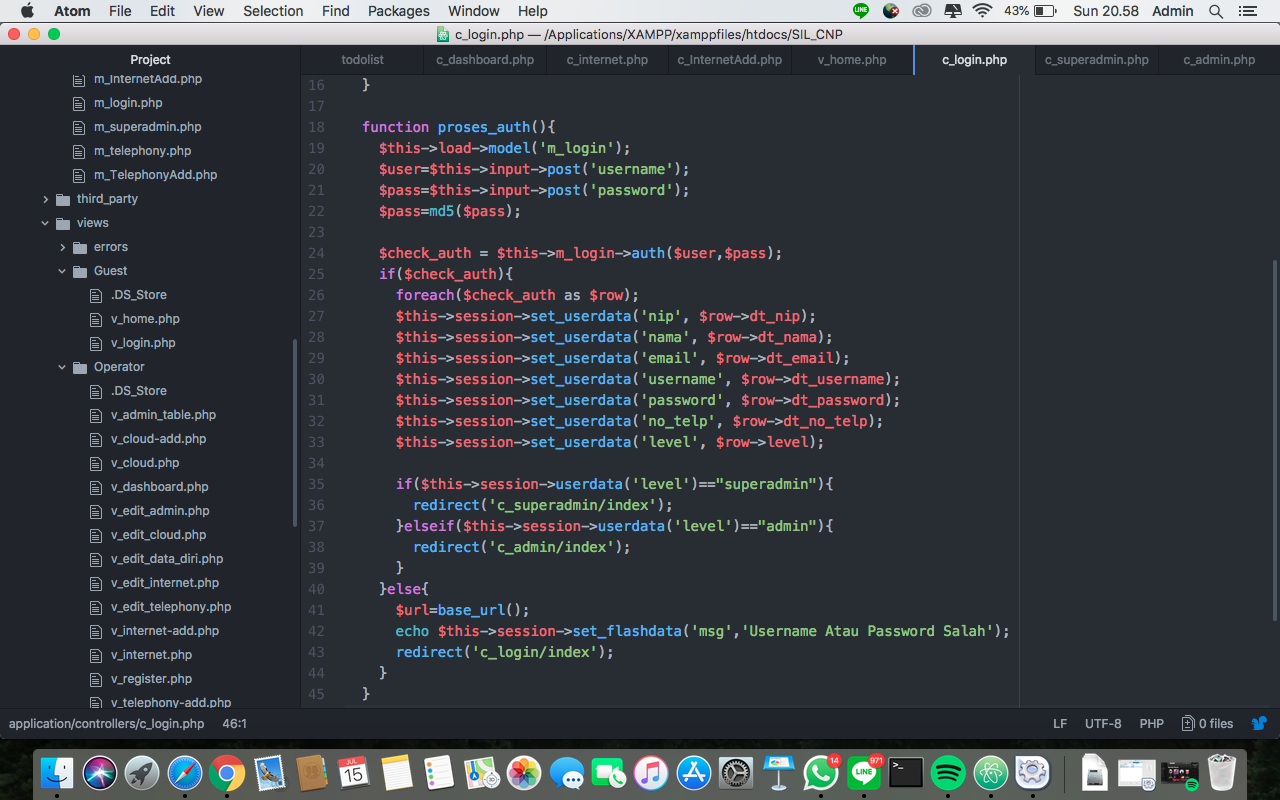 Atom File Edit View Selection Find Packages Window Help 43% Sun 20.58 Admin
c_login.php — /Applications/XAMPP/xamppfiles/htdocs/SIL_CNP
Project
m_InternetAdd.php
m_login.php
m_superadmin.php
m_telephony.php
m_TelephonyAdd.php
third_party
views
errors
Guest
.DS_Store
v_home.php
v_login.php
Operator
.DS_Store
v_admin_table.php
v_cloud-add.php
v_cloud.php
v_dashboard.php
v_edit_admin.php
v_edit_cloud.php
v_edit_data_diri.php
v_edit_internet.php
v_edit_telephony.php
v_internet-add.php
v_internet.php
v_register.php
v_telephony-add.php
todolist c_dashboard.php c_internet.php c_InternetAdd.php v_home.php c_login.php c_superadmin.php c_admin.php
16 }
17
18 function proses_auth(){
19 $this->load->model('m_login');
20 $user=$this->input->post('username');
21 $pass=$this->input->post('password');
22 $pass=md5($pass);
23
24 $check_auth = $this->m_login->auth($user,$pass);
25 if($check_auth){
26 foreach($check_auth as $row);
27 $this->session->set_userdata('nip', $row->dt_nip);
28 $this->session->set_userdata('nama', $row->dt_nama);
29 $this->session->set_userdata('email', $row->dt_email);
30 $this->session->set_userdata('username', $row->dt_username);
31 $this->session->set_userdata('password', $row->dt_password);
32 $this->session->set_userdata('no_telp', $row->dt_no_telp);
33 $this->session->set_userdata('level', $row->level);
34
35 if($this->session->userdata('level')=="superadmin"){
36 redirect('c_superadmin/index');
37 }elseif($this->session->userdata('level')=="admin"){
38 redirect('c_admin/index');
39 }
40 }else{
41 $url=base_url();
42 echo $this->session->set_flashdata('msg','Username Atau Password Salah');
43 redirect('c_login/index');
44 }
45 }
application/controllers/c_login.php 46:1 LF UTF-8 PHP 0 files
JUL
15
14
971
LINE